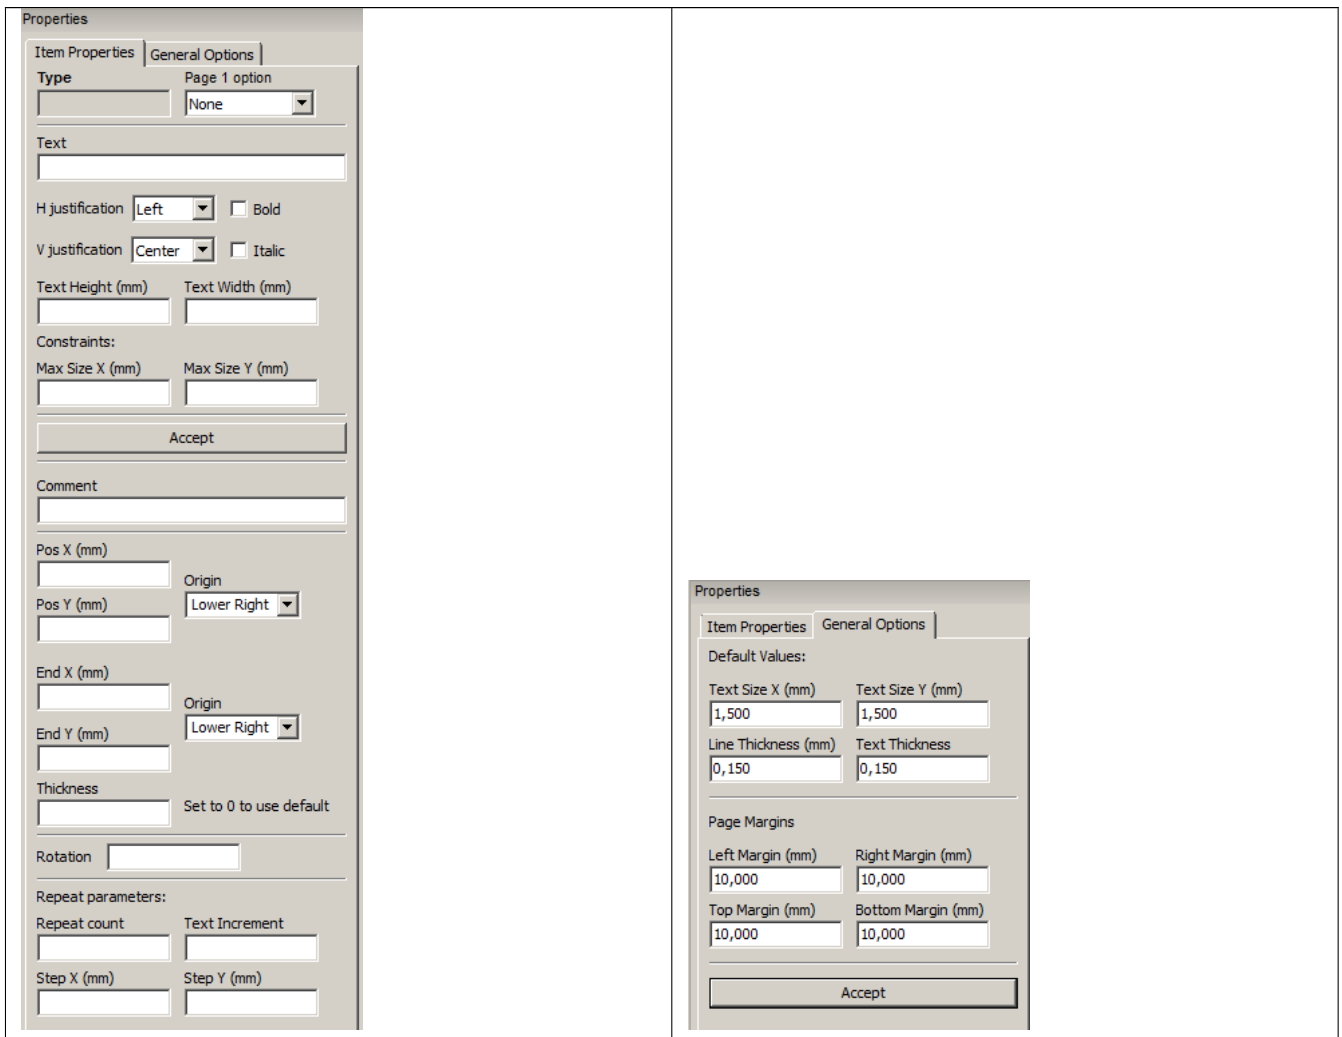 Properties
Item Properties General Options
Type Page 1 option
None
Text
H justification Left Bold
V justification Center Italic
Text Height (mm) Text Width (mm)
Constraints:
Max Size X (mm) Max Size Y (mm)
Accept
Comment
Pos X (mm)
Origin
Pos Y (mm) Lower Right
End X (mm)
Origin
End Y (mm) Lower Right
Thickness
Set to 0 to use default
Rotation
Repeat parameters:
Repeat count Text Increment
Step X (mm) Step Y (mm)
Properties
Item Properties General Options
Default Values:
Text Size X (mm) Text Size Y (mm)
1,500 1,500
Line Thickness (mm) Text Thickness
0,150 0,150
Page Margins
Left Margin (mm) Right Margin (mm)
10,000 10,000
Top Margin (mm) Bottom Margin (mm)
10,000 10,000
Accept